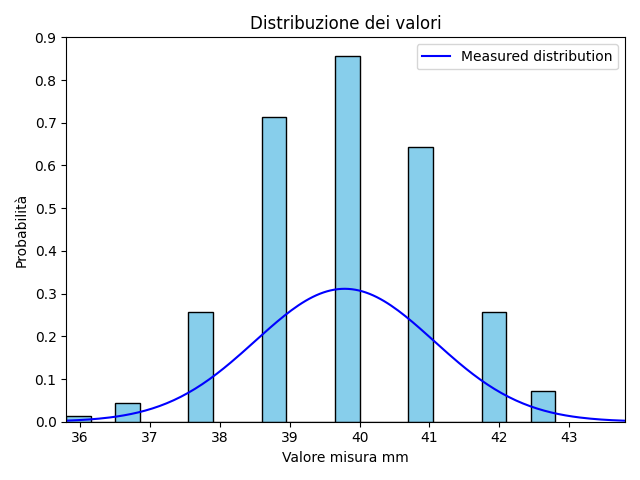 Distribuzione dei valori
Measured distribution
Probabilità
0.9
0.8
0.7
0.6
0.5
0.4
0.3
0.2
0.1
0.0
36 37 38 39 40 41 42 43
Valore misura mm